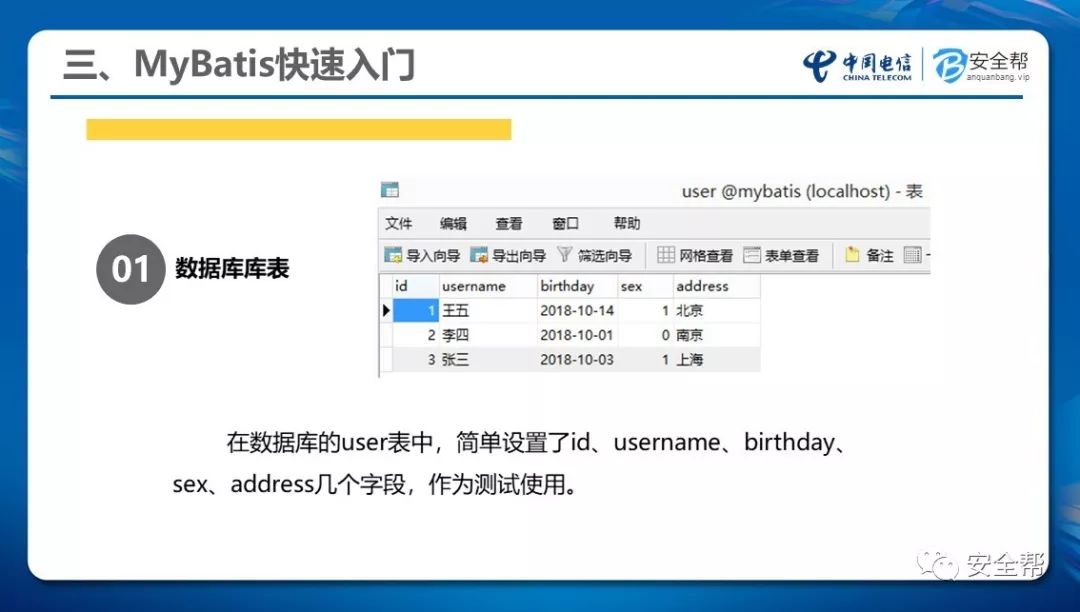 三、MyBatis快速入门
中国电信
CHINA TELECOM
安全帮
anquanbang.vip
user @mybatis (localhost) - 表
文件 编辑 查看 窗口 帮助
导入向导 导出向导 筛选向导 网格查看 表单查看 备注
01 数据库库表
id username birthday sex address
1 王五 2018-10-14 1 北京
2 李四 2018-10-01 0 南京
3 张三 2018-10-03 1 上海
在数据库的user表中，简单设置了id、username、birthday、
sex、address几个字段，作为测试使用。
安全帮